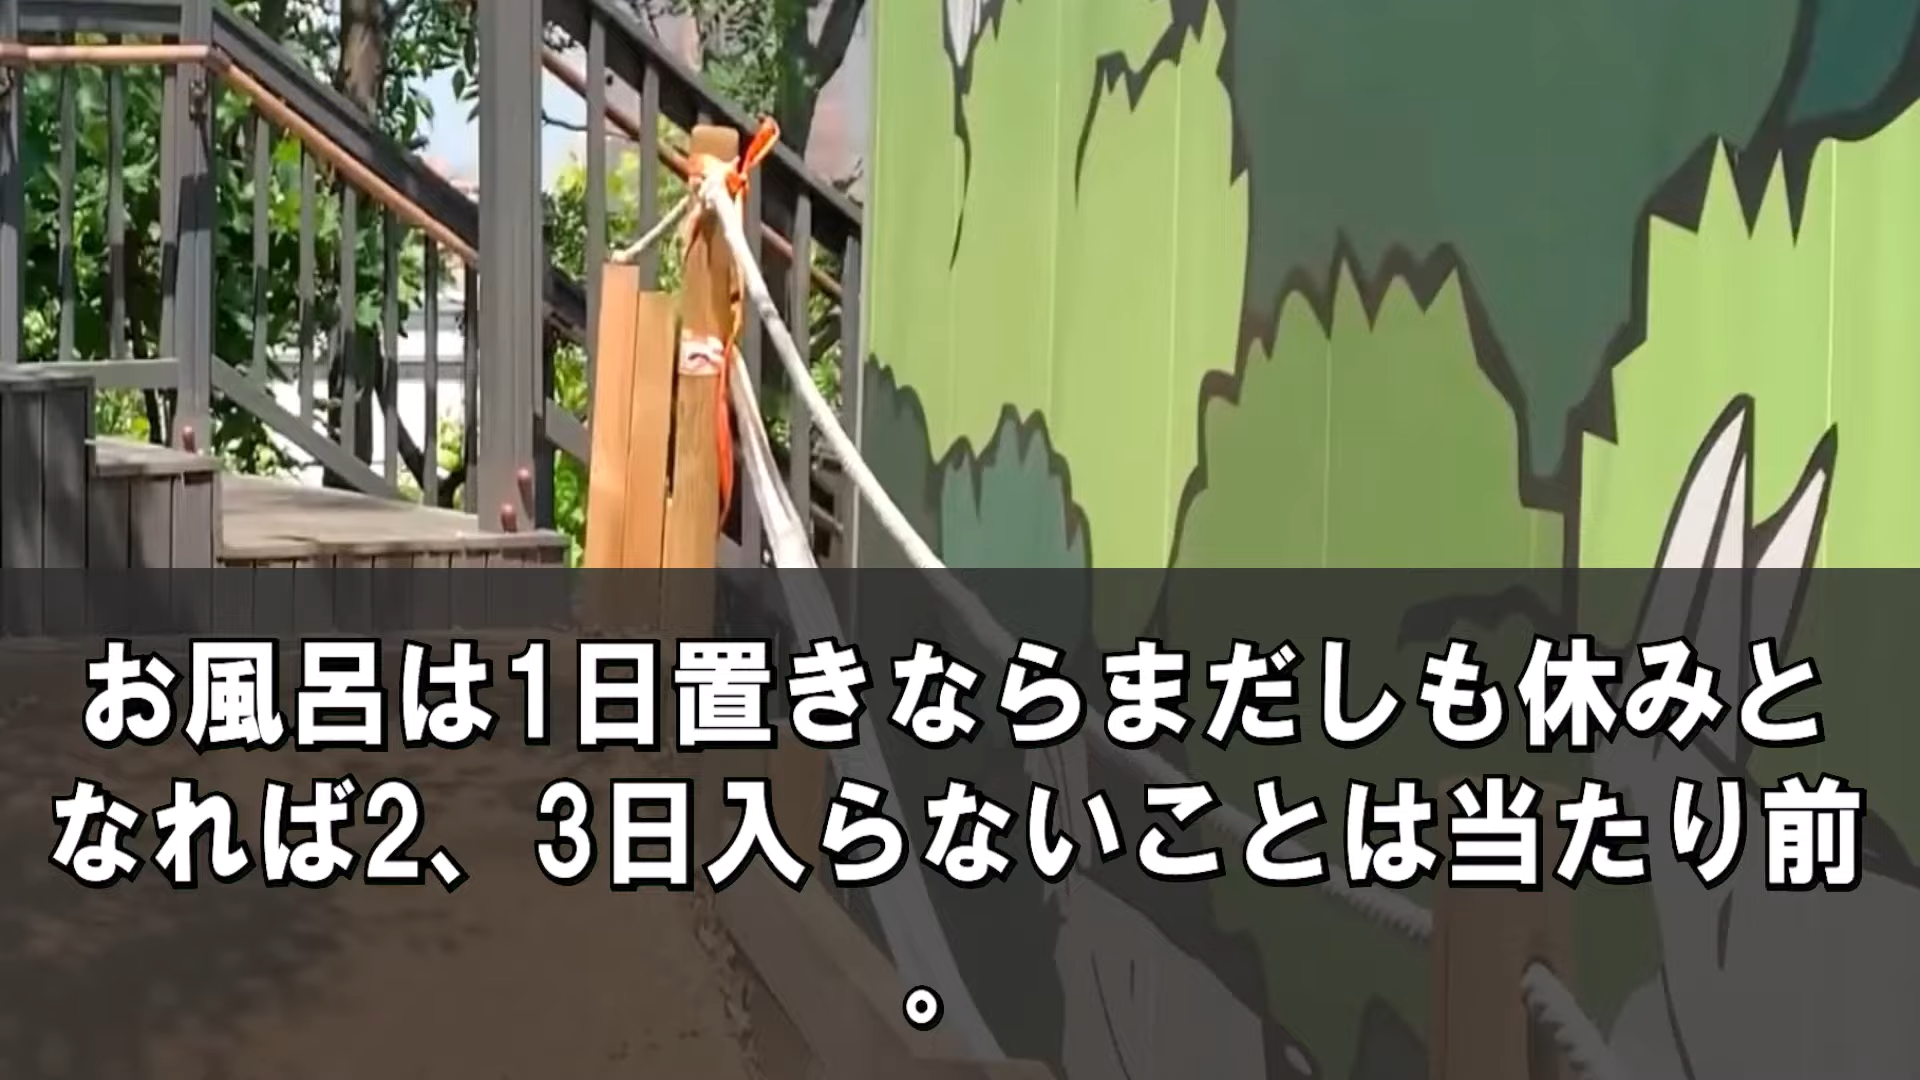 お風呂は1日置きならまだしも休みと
なれば2、3日入らないことは当たり前
。